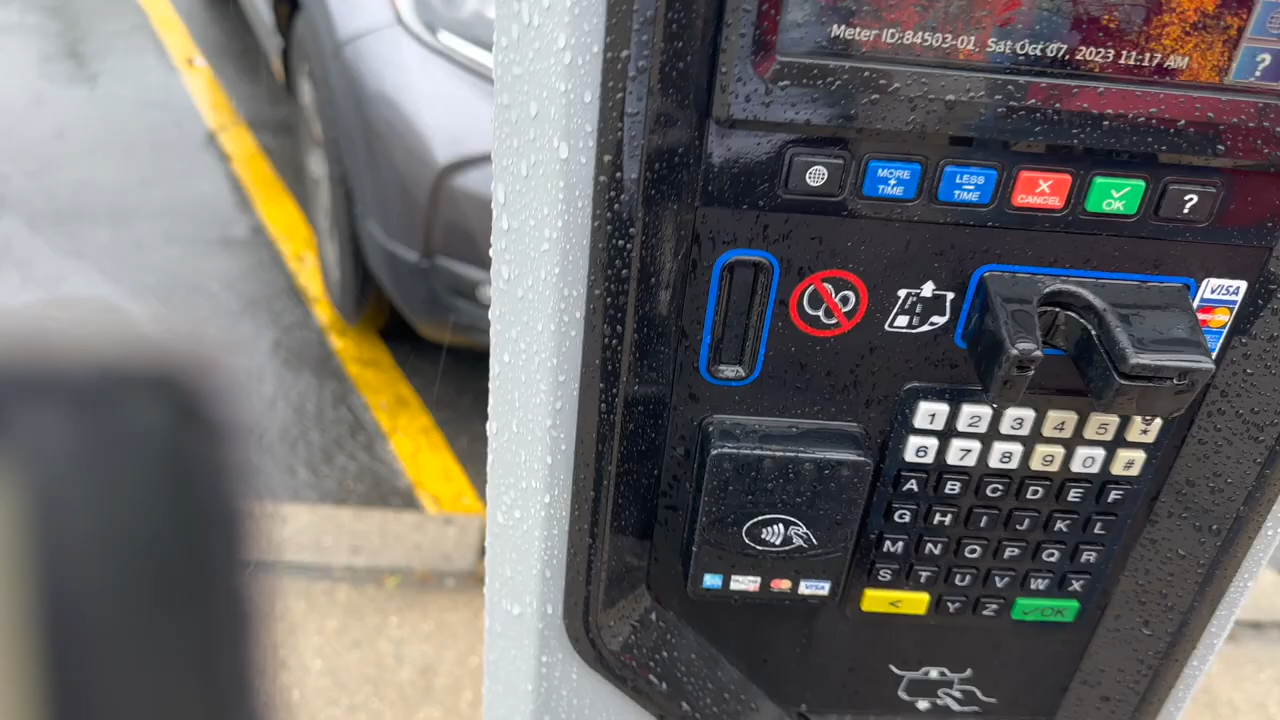 Meter ID:84503-01, Sat Oct 07, 2023 11:17 AM
?
MORE
+
TIME
LESS
-
TIME
X
CANCEL
OK
?
VISA
1 2 3 4 5 *
6 7 8 9 0 #
A B C D E F
G H I J K L
M N O P Q R
S T U V W X
< Y Z OK
VISA